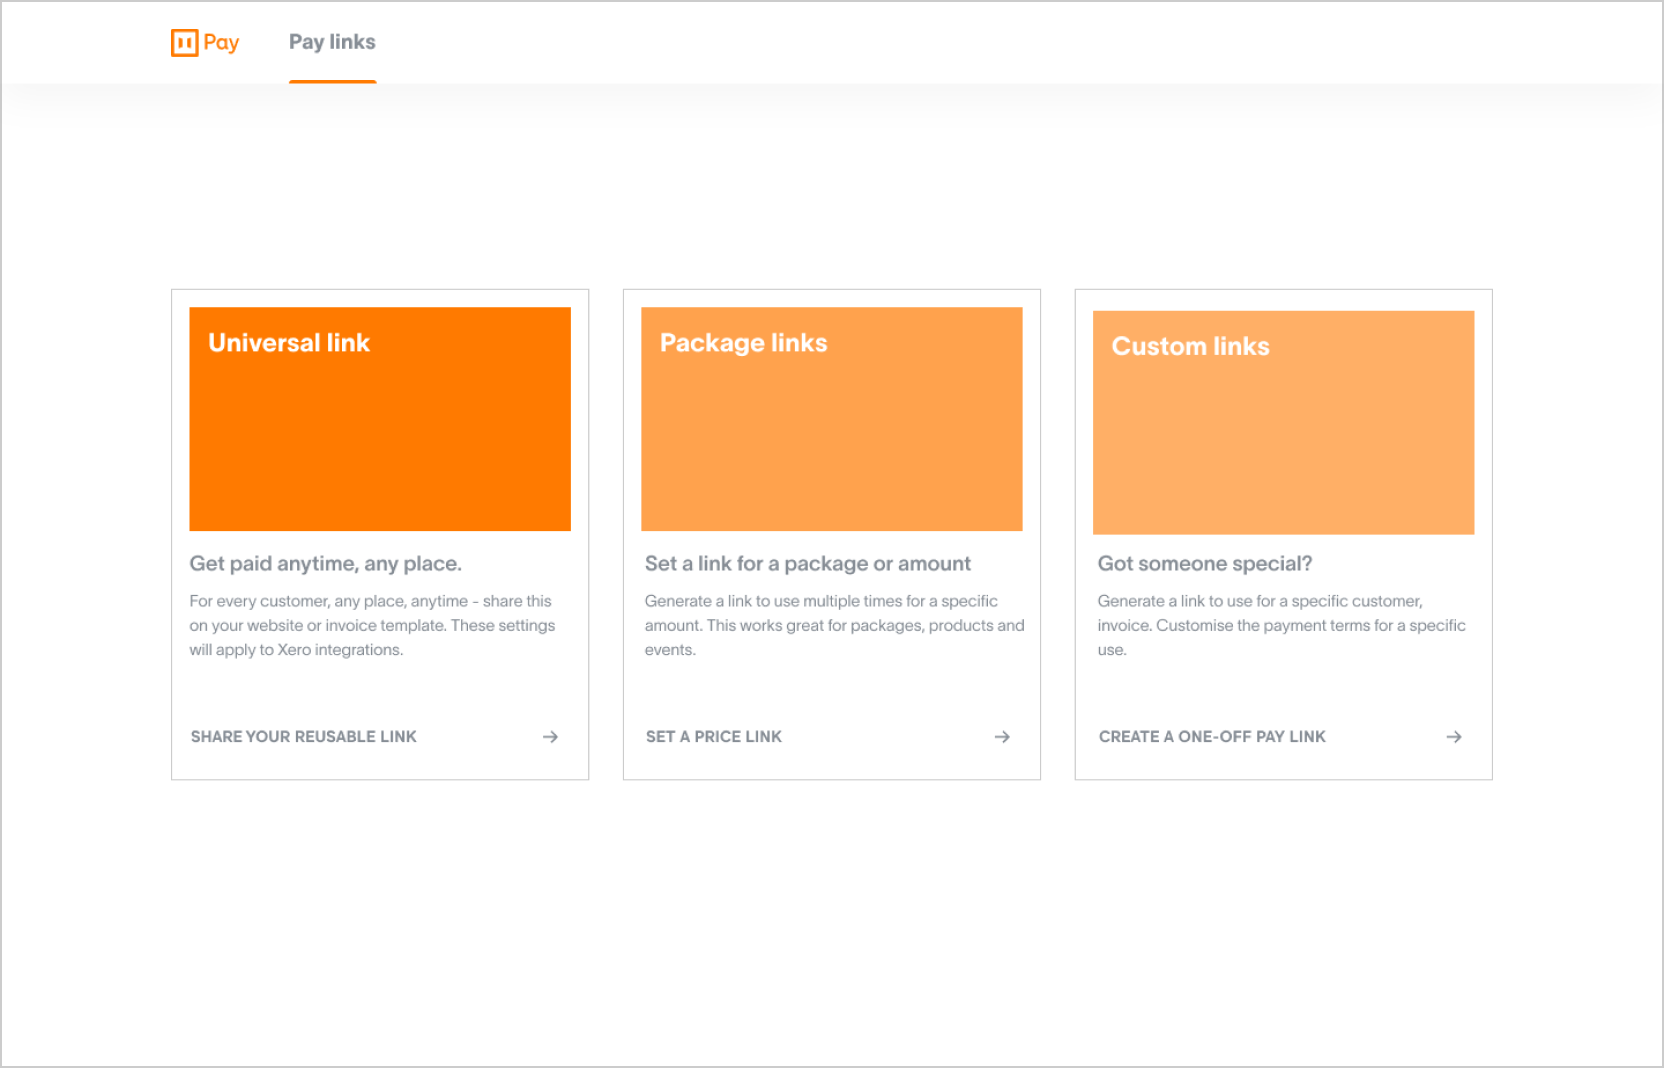 Pay
Pay links
Universal link
Get paid anytime, any place.
For every customer, any place, anytime - share this
on your website or invoice template. These settings
will apply to Xero integrations.
SHARE YOUR REUSABLE LINK
Package links
Set a link for a package or amount
Generate a link to use multiple times for a specific
amount. This works great for packages, products and
events.
SET A PRICE LINK
Custom links
Got someone special?
Generate a link to use for a specific customer,
invoice. Customise the payment terms for a specific
use.
CREATE A ONE-OFF PAY LINK